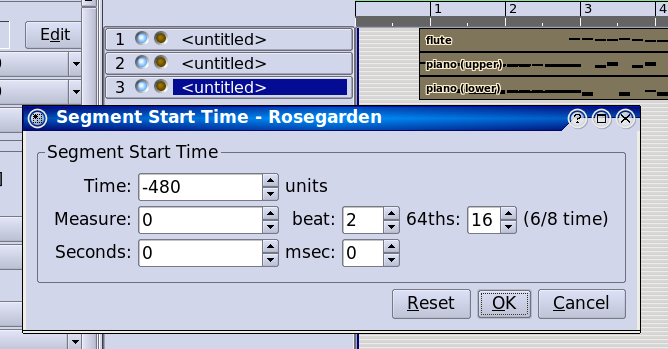 1 2 3 4
Edit
1 <untitled> flute
2 <untitled> piano (upper)
3 <untitled> piano (lower)
Segment Start Time - Rosegarden ?
Segment Start Time
Time: -480 units
Measure: 0 beat: 2 64ths: 16 (6/8 time)
Seconds: 0 msec: 0
Reset OK Cancel